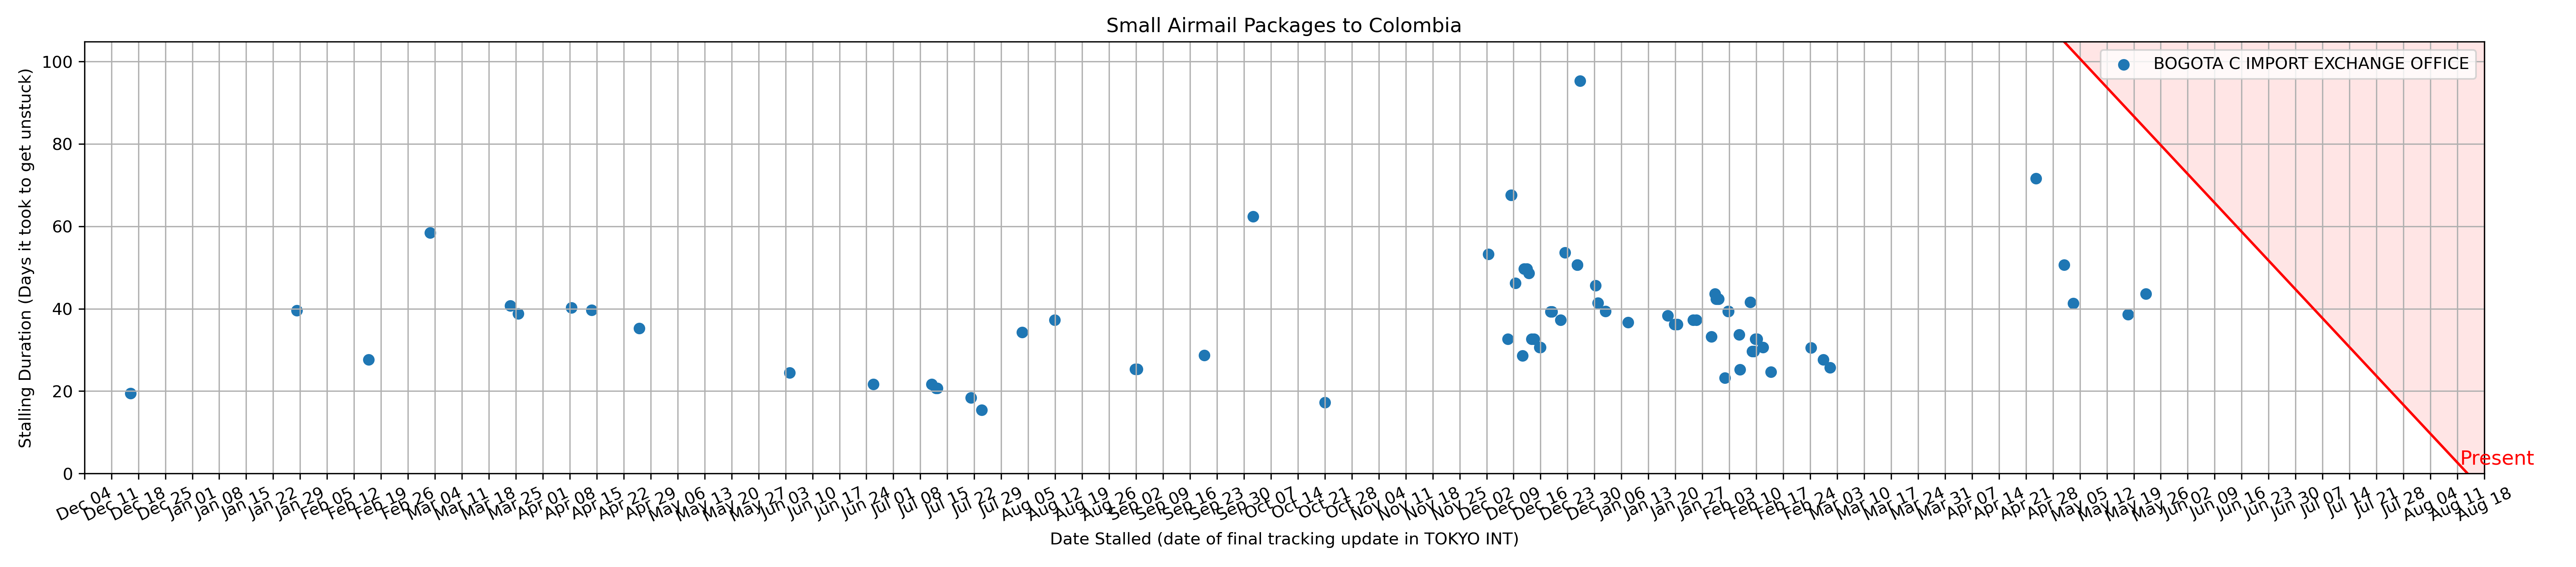 Small Airmail Packages to Colombia
Stalling Duration (Days it took to get unstuck)
100
80
60
40
20
0
BOGOTA C IMPORT EXCHANGE OFFICE
Present
Dec 04
Dec 11
Dec 18
Dec 25
Jan 01
Jan 08
Jan 15
Jan 22
Jan 29
Feb 05
Feb 12
Feb 19
Feb 26
Mar 04
Mar 11
Mar 18
Mar 25
Apr 01
Apr 08
Apr 15
Apr 22
Apr 29
May 06
May 13
May 20
May 27
Jun 03
Jun 10
Jun 17
Jun 24
Jul 01
Jul 08
Jul 15
Jul 22
Jul 29
Aug 05
Aug 12
Aug 19
Aug 26
Sep 02
Sep 09
Sep 16
Sep 23
Sep 30
Oct 07
Oct 14
Oct 21
Oct 28
Nov 04
Nov 11
Nov 18
Nov 25
Dec 02
Dec 09
Dec 16
Dec 23
Dec 30
Jan 06
Jan 13
Jan 20
Jan 27
Feb 03
Feb 10
Feb 17
Feb 24
Mar 03
Mar 10
Mar 17
Mar 24
Mar 31
Apr 07
Apr 14
Apr 21
Apr 28
May 05
May 12
May 19
May 26
Jun 02
Jun 09
Jun 16
Jun 23
Jun 30
Jul 07
Jul 14
Jul 21
Jul 28
Aug 04
Aug 11
Aug 18
Date Stalled (date of final tracking update in TOKYO INT)